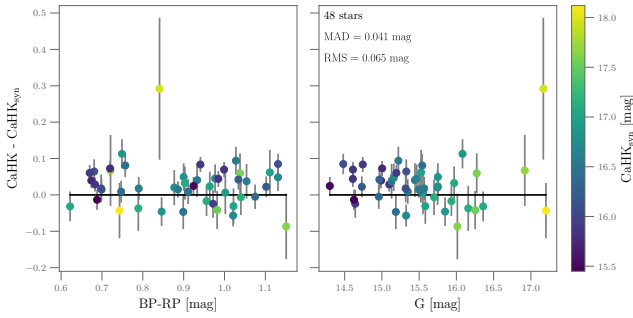 0.5
0.4
0.3
0.2
0.1
0.0
−0.1
−0.2
CaHK - CaHKsyn
0.6 0.7 0.8 0.9 1.0 1.1
BP-RP [mag]
48 stars
MAD = 0.041 mag
RMS = 0.065 mag
14.5 15.0 15.5 16.0 16.5 17.0
G [mag]
18.0
17.5
17.0
16.5
16.0
15.5
CaHKsyn [mag]